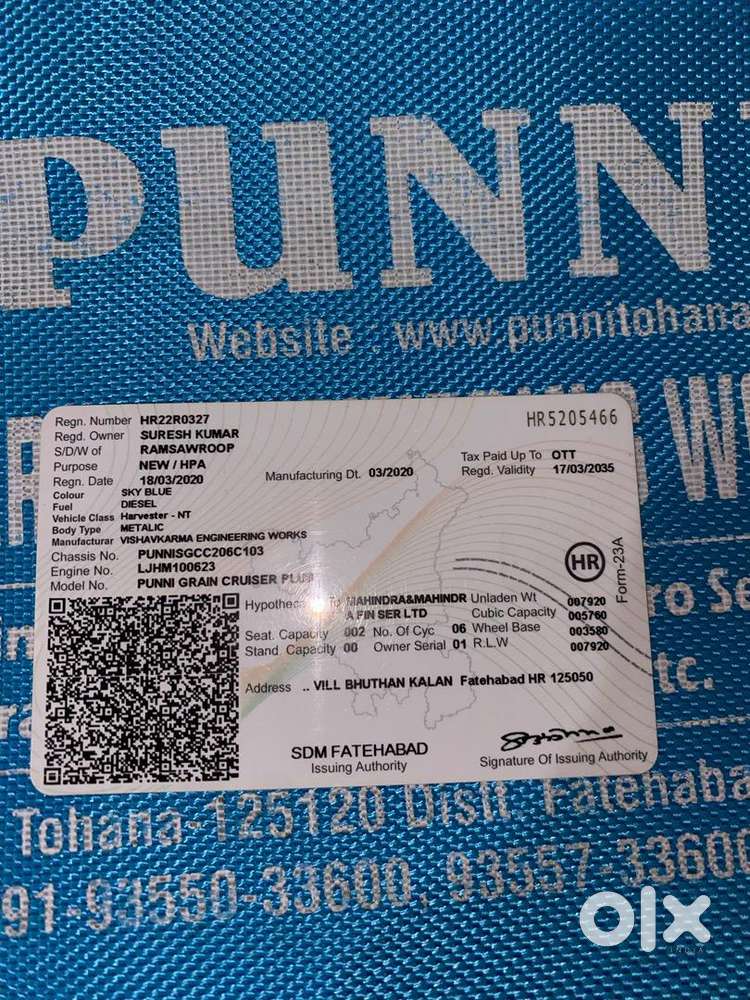 PUNN
Website : www.punnitohana
Regn. Number HR22R0327
HR5205466
Regd. Owner SURESH KUMAR
S/D/W of RAMSAWROOP
Purpose NEW / HPA
Regn. Date 18/03/2020
Manufacturing Dt. 03/2020
Tax Paid Up To OTT
Regd. Validity 17/03/2035
Colour SKY BLUE
Fuel DIESEL
Vehicle Class Harvester - NT
Body Type METALIC
Manufacturar VISHAVKARMA ENGINEERING WORKS
Chassis No. PUNNISGCC206C103
Engine No. LJHM100623
Model No. PUNNI GRAIN CRUISER
HR
Form-23A
To MAHINDRA&MAHINDR
A FIN SER LTD
Unladen Wt 007920
Cubic Capacity 005760
Seat. Capacity 002 No. Of Cyc 06 Wheel Base 003580
Stand. Capacity 00 Owner Serial 01 R.L.W 007920
Address .. VILL BHUTHAN KALAN Fatehabad HR 125050
SDM FATEHABAD
Issuing Authority
Signature Of Issuing Authority
W
ro Se
tc.
Tohana-125120 Distt Fatehaba
91-93550-33600, 93557-33600
olx
INDIA